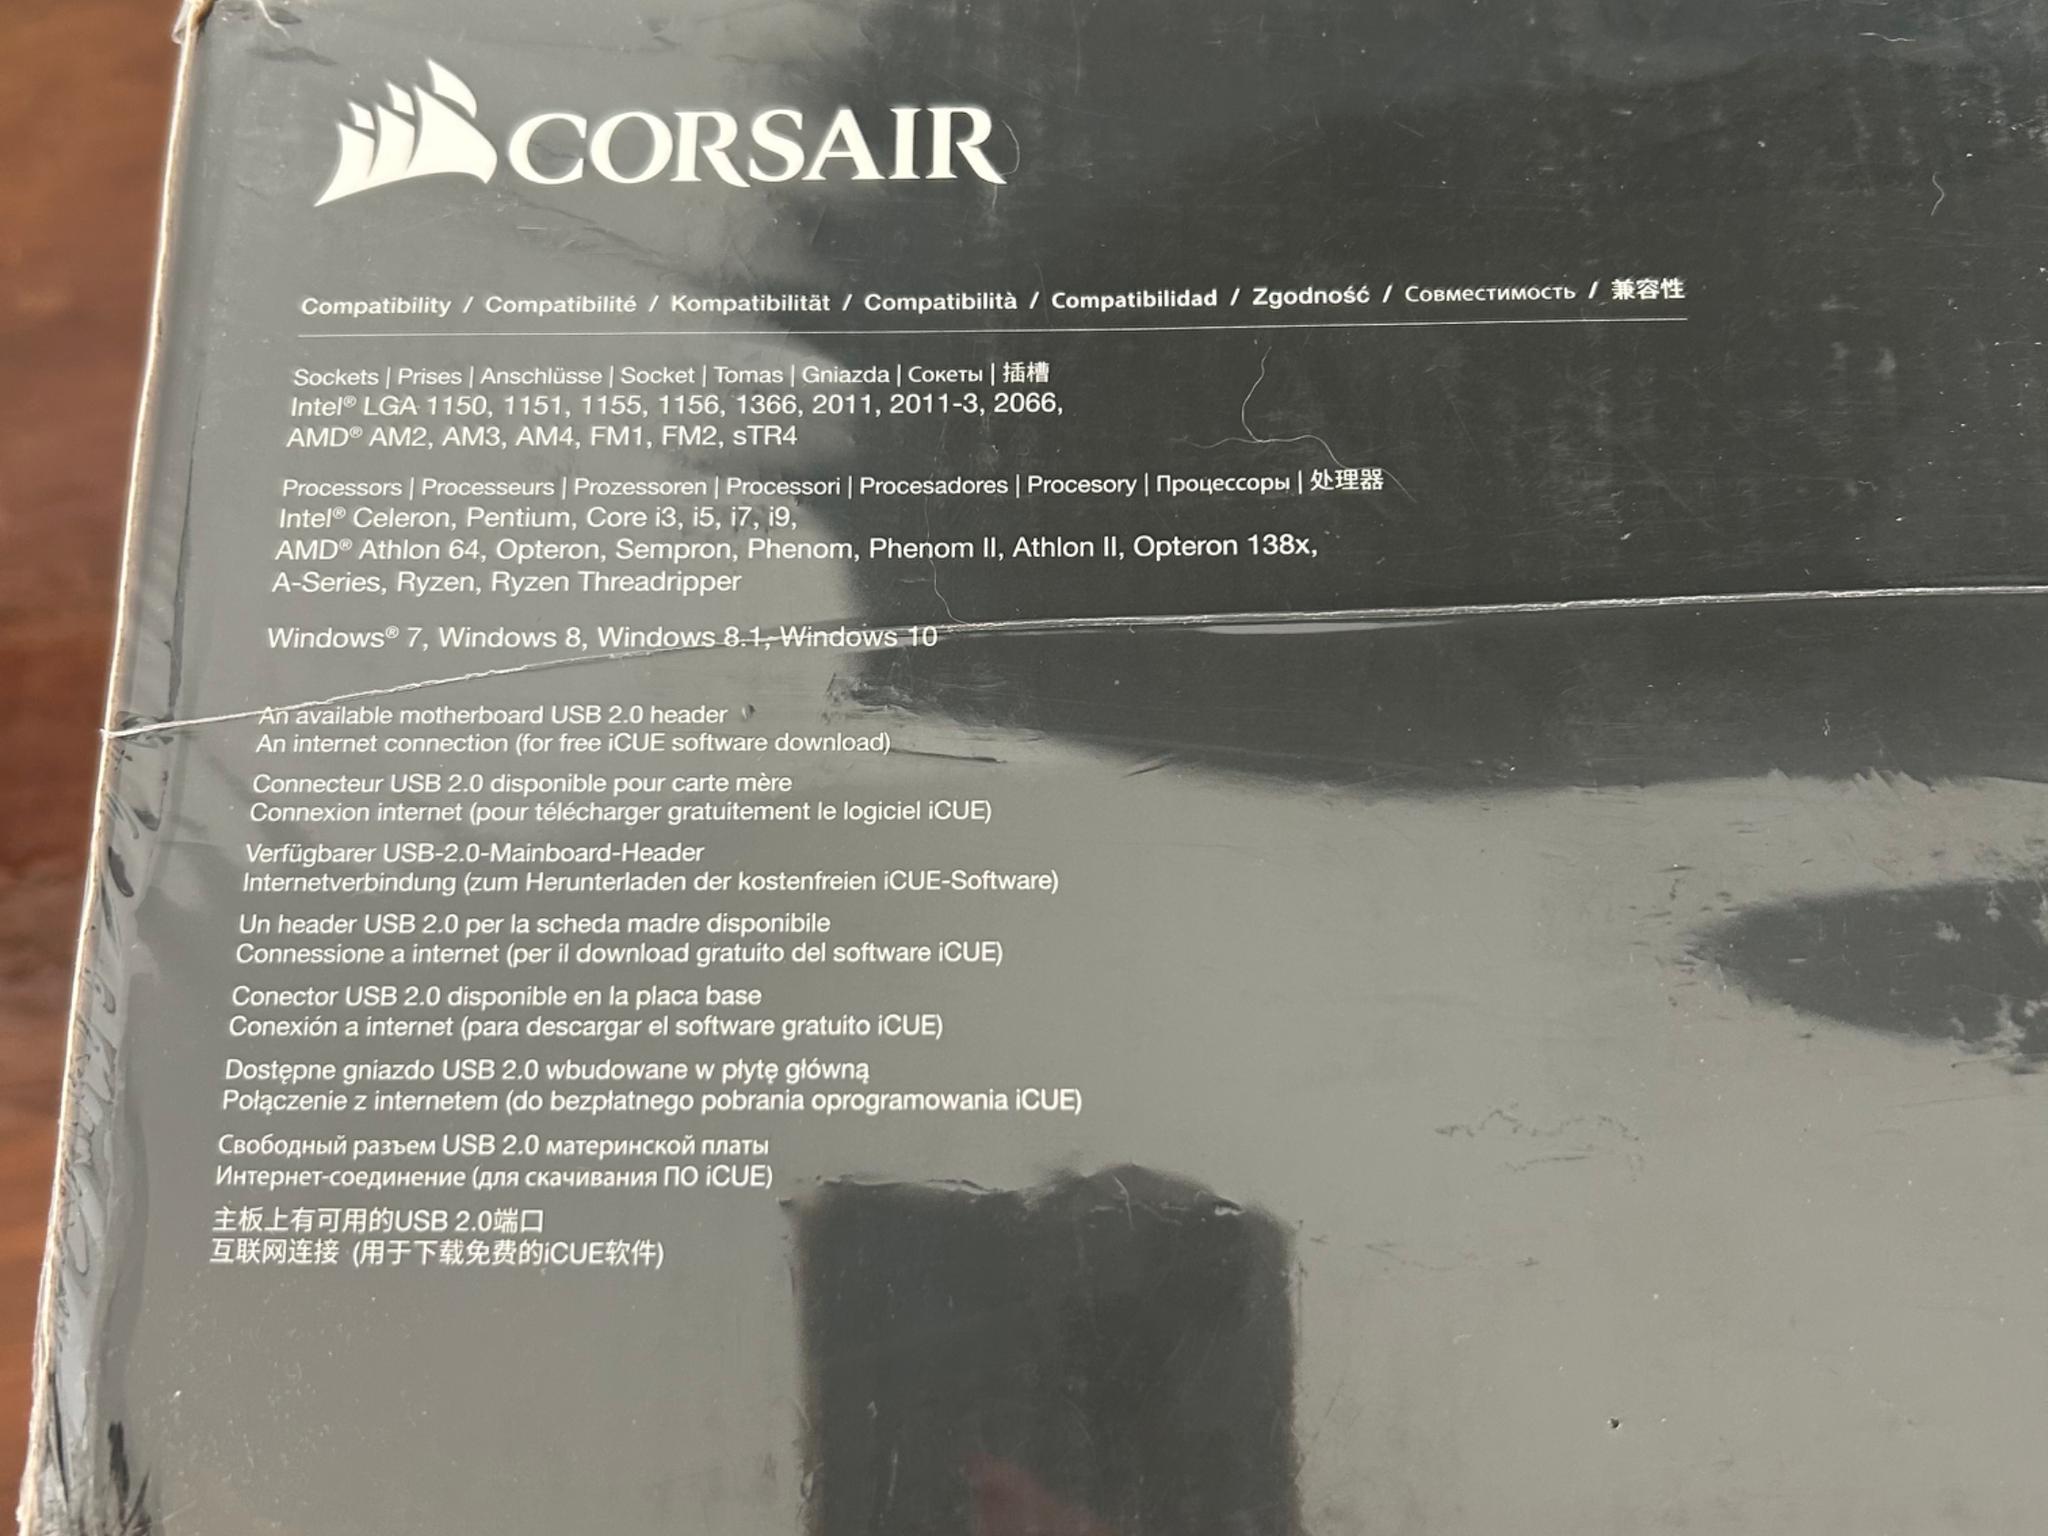 CORSAIR
Compatibility / Compatibilité / Kompatibilität / Compatibilità / Compatibilidad / Zgodność / Совместимость / 兼容性
Sockets | Prises | Anschlüsse | Socket | Tomas | Gniazda | Сокеты | 插槽
Intel® LGA 1150, 1151, 1155, 1156, 1366, 2011, 2011-3, 2066,
AMD® AM2, AM3, AM4, FM1, FM2, sTR4
Processors | Processeurs | Prozessoren | Processori | Procesadores | Procesory | Процессоры | 处理器
Intel® Celeron, Pentium, Core i3, i5, i7, i9,
AMD® Athlon 64, Opteron, Sempron, Phenom, Phenom II, Athlon II, Opteron 138x,
A-Series, Ryzen, Ryzen Threadripper
Windows® 7, Windows 8, Windows 8.1, Windows 10
An available motherboard USB 2.0 header
An internet connection (for free iCUE software download)
Connecteur USB 2.0 disponible pour carte mère
Connexion internet (pour télécharger gratuitement le logiciel iCUE)
Verfügbarer USB-2.0-Mainboard-Header
Internetverbindung (zum Herunterladen der kostenfreien iCUE-Software)
Un header USB 2.0 per la scheda madre disponibile
Connessione a internet (per il download gratuito del software iCUE)
Conector USB 2.0 disponible en la placa base
Conexión a internet (para descargar el software gratuito iCUE)
Dostępne gniazdo USB 2.0 wbudowane w płytę główną
Połączenie z internetem (do bezpłatnego pobrania oprogramowania iCUE)
Свободный разъем USB 2.0 материнской платы
Интернет-соединение (для скачивания ПО iCUE)
主板上有可用的USB 2.0端口
互联网连接 (用于下载免费的iCUE软件)